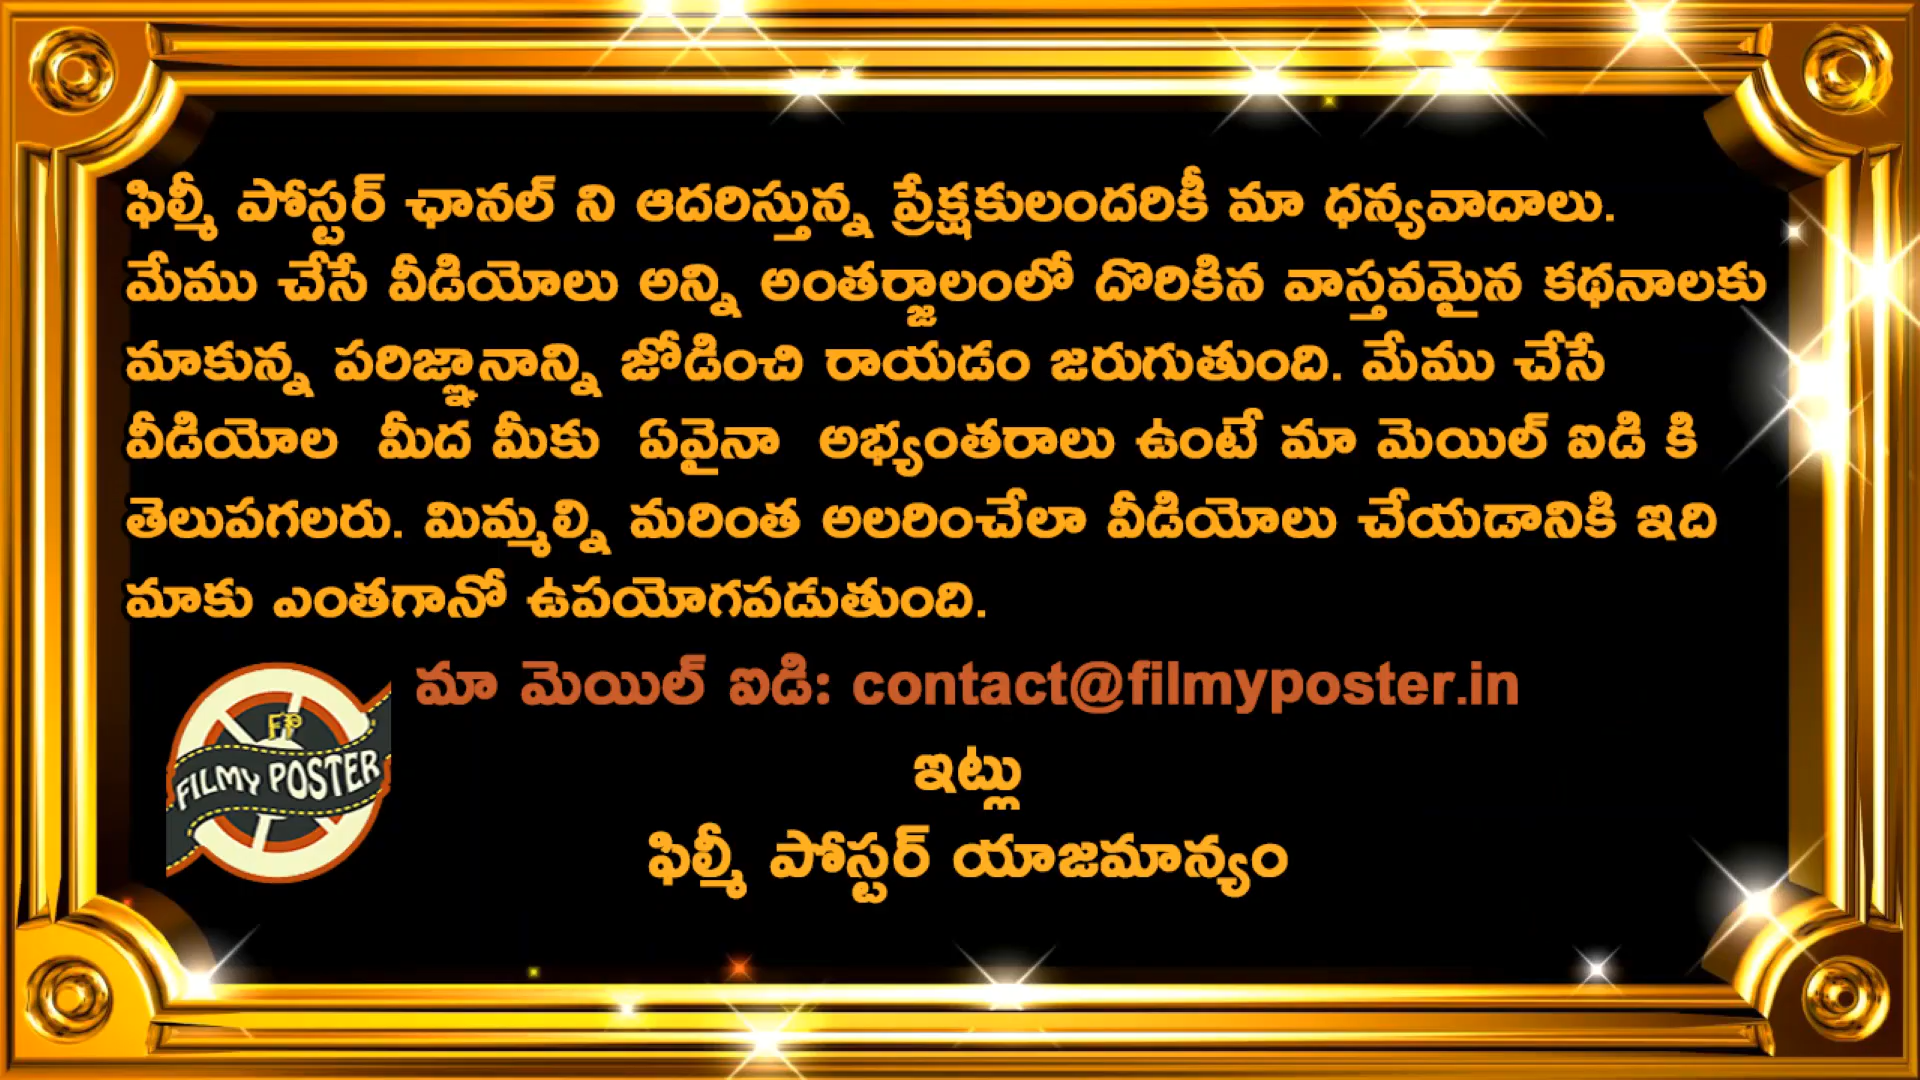 ఫిల్మీ పోస్టర్ ఛానల్ ని ఆదరిస్తున్న ప్రేక్షకులందరికీ మా ధన్యవాదాలు.
మేము చేసే వీడియోలు అన్ని అంతర్జాలంలో దొరికిన వాస్తవమైన కథనాలకు
మాకున్న పరిజ్ఞానాన్ని జోడించి రాయడం జరుగుతుంది. మేము చేసే
వీడియోల మీద మీకు ఏవైనా అభ్యంతరాలు ఉంటే మా మెయిల్ ఐడి కి
తెలుపగలరు. మిమ్మల్ని మరింత అలరించేలా వీడియోలు చేయడానికి ఇది
మాకు ఎంతగానో ఉపయోగపడుతుంది.
మా మెయిల్ ఐడి: contact@filmyposter.in
FP
FILMY POSTER
ఇట్లు
ఫిల్మీ పోస్టర్ యాజమాన్యం